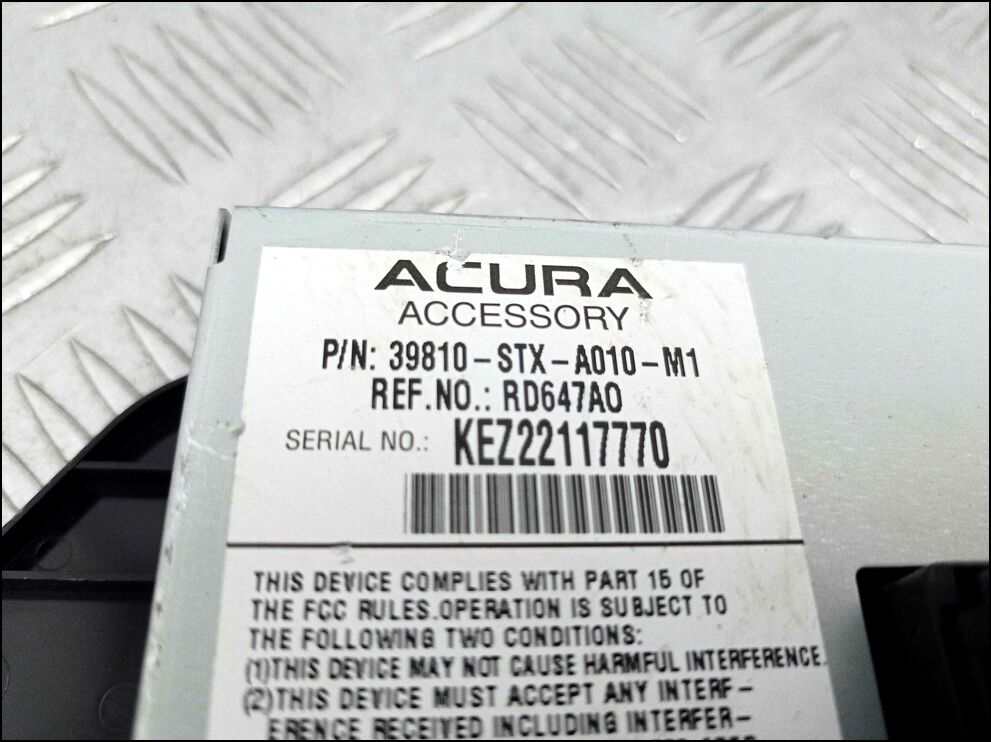 ACURA
ACCESSORY
P/N: 39810-STX-A010-M1
REF.NO.: RD647A0
SERIAL NO.: KEZ22117770
THIS DEVICE COMPLIES WITH PART 15 OF
THE FCC RULES.OPERATION IS SUBJECT TO
THE FOLLOWING TWO CONDITIONS:
(1)THIS DEVICE MAY NOT CAUSE HARMFUL INTERFERENCE.
(2)THIS DEVICE MUST ACCEPT ANY INTERF-
ERENCE RECEIVED INCLUDING INTERFER-